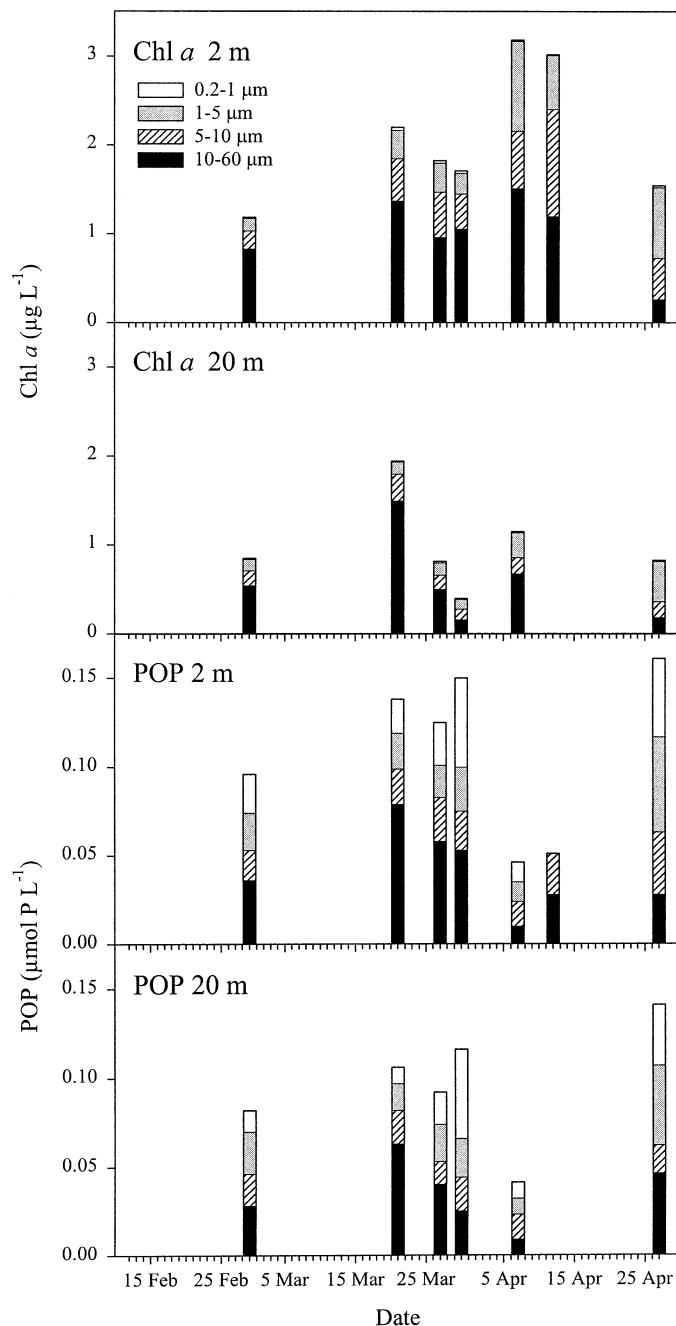 Chl a 2 m
0.2-1 µm
1-5 µm
5-10 µm
10-60 µm
3
2
1
0
Chl a (µg L⁻¹)
Chl a 20 m
3
2
1
0
POP 2 m
0.15
0.10
0.05
0.00
POP (µmol P L⁻¹)
POP 20 m
0.15
0.10
0.05
0.00
15 Feb 25 Feb 5 Mar 15 Mar 25 Mar 5 Apr 15 Apr 25 Apr
Date